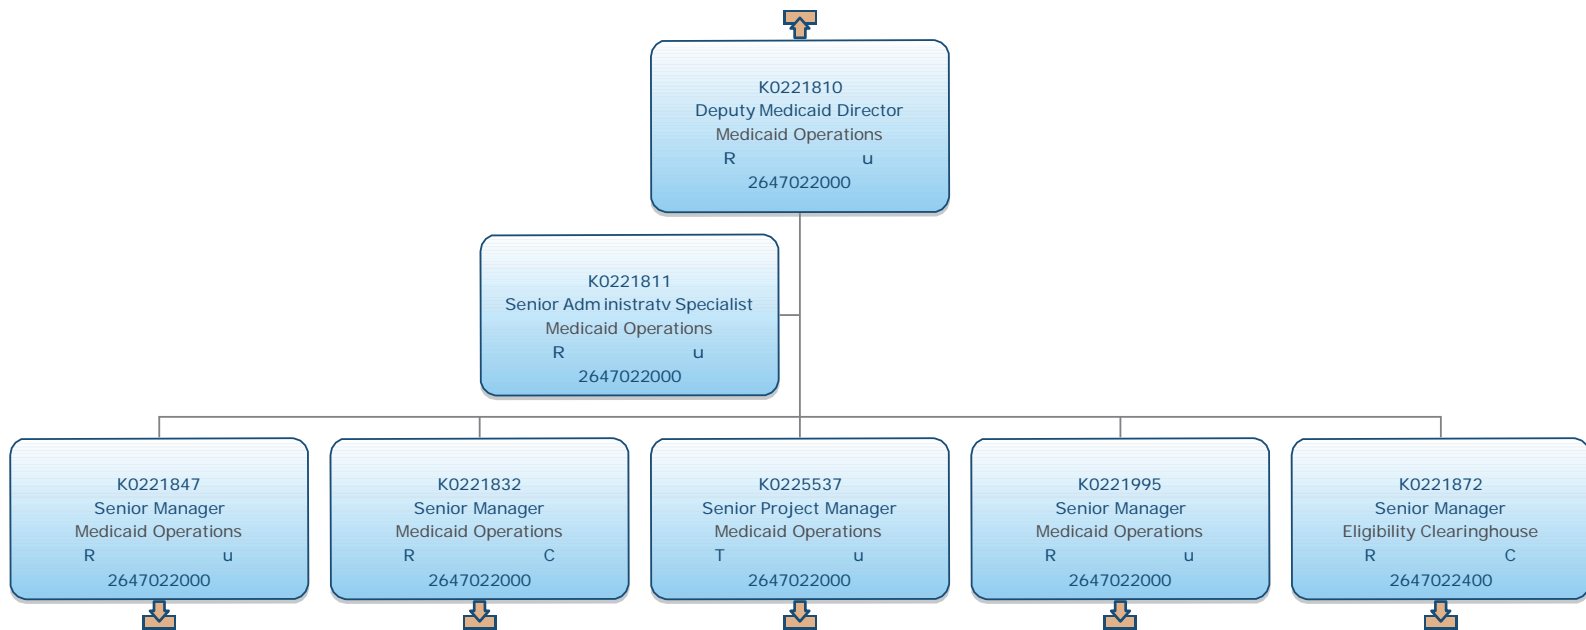 K0221810
Deputy Medicaid Director
Medicaid Operations
R u
2647022000
K0221811
Senior Administratv Specialist
Medicaid Operations
R u
2647022000
K0221847
Senior Manager
Medicaid Operations
R u
2647022000
K0221832
Senior Manager
Medicaid Operations
R C
2647022000
K0225537
Senior Project Manager
Medicaid Operations
T u
2647022000
K0221995
Senior Manager
Medicaid Operations
R u
2647022000
K0221872
Senior Manager
Eligibility Clearinghouse
R C
2647022400